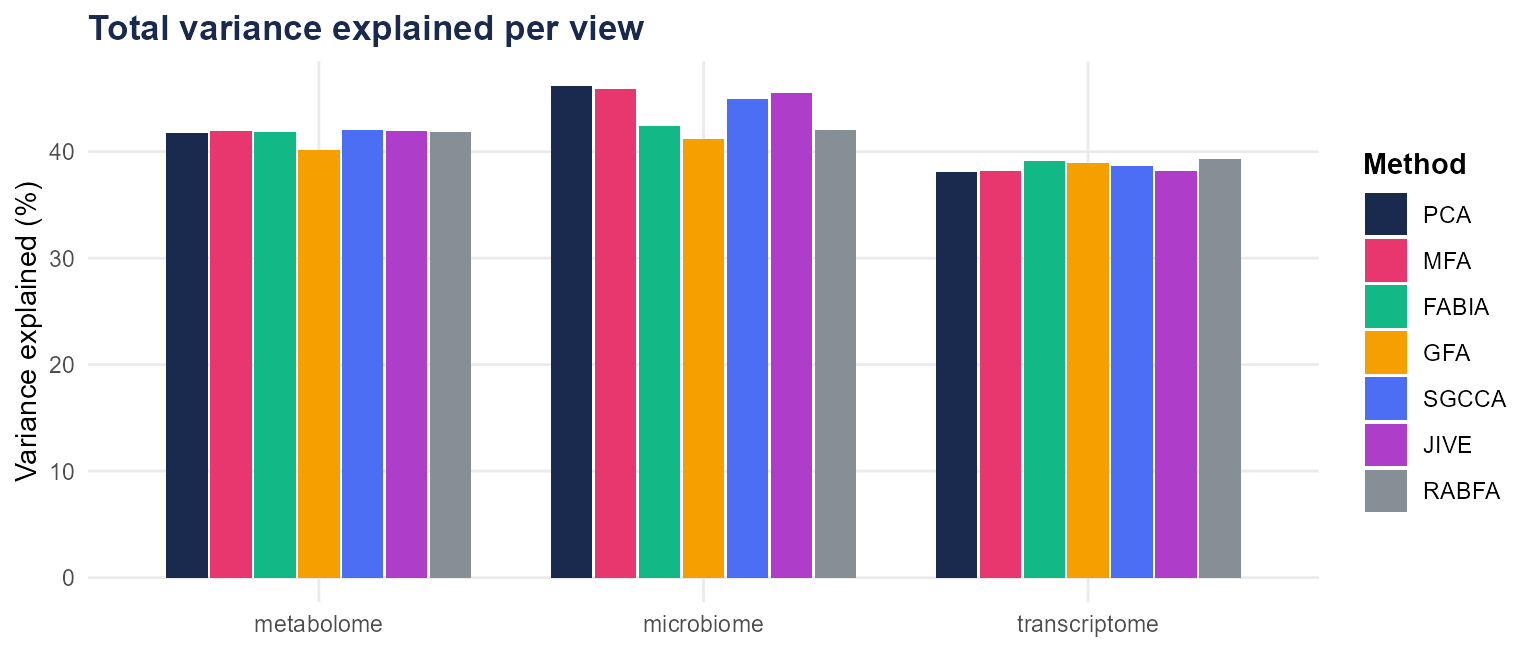 Total variance explained per view
Variance explained (%)
40
30
20
10
0
metabolome
microbiome
transcriptome
Method
PCA
MFA
FABIA
GFA
SGCCA
JIVE
RABFA